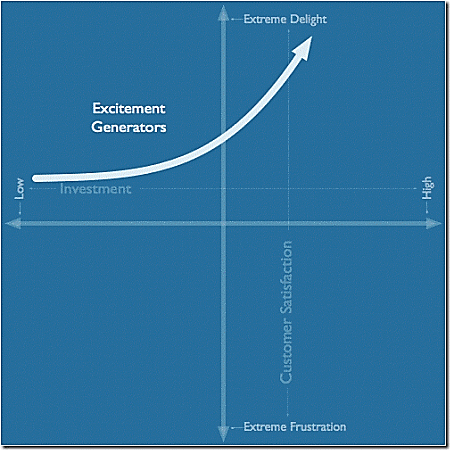 Extreme Delight
Excitement
Generators
Low
Investment
High
Customer Satisfaction
Extreme Frustration